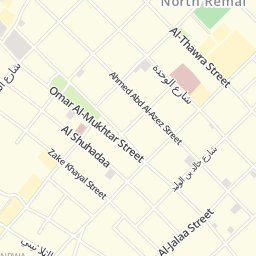 North Remal
Al-Thawra Street
شارع الوحدة
Ahmed Abd Al-Azez Street
Omar Al-Mukhtar Street
Al Shuhadaa
Zake Khayal Street
شارع خالد بن الوليد
Al-Jalaa Street